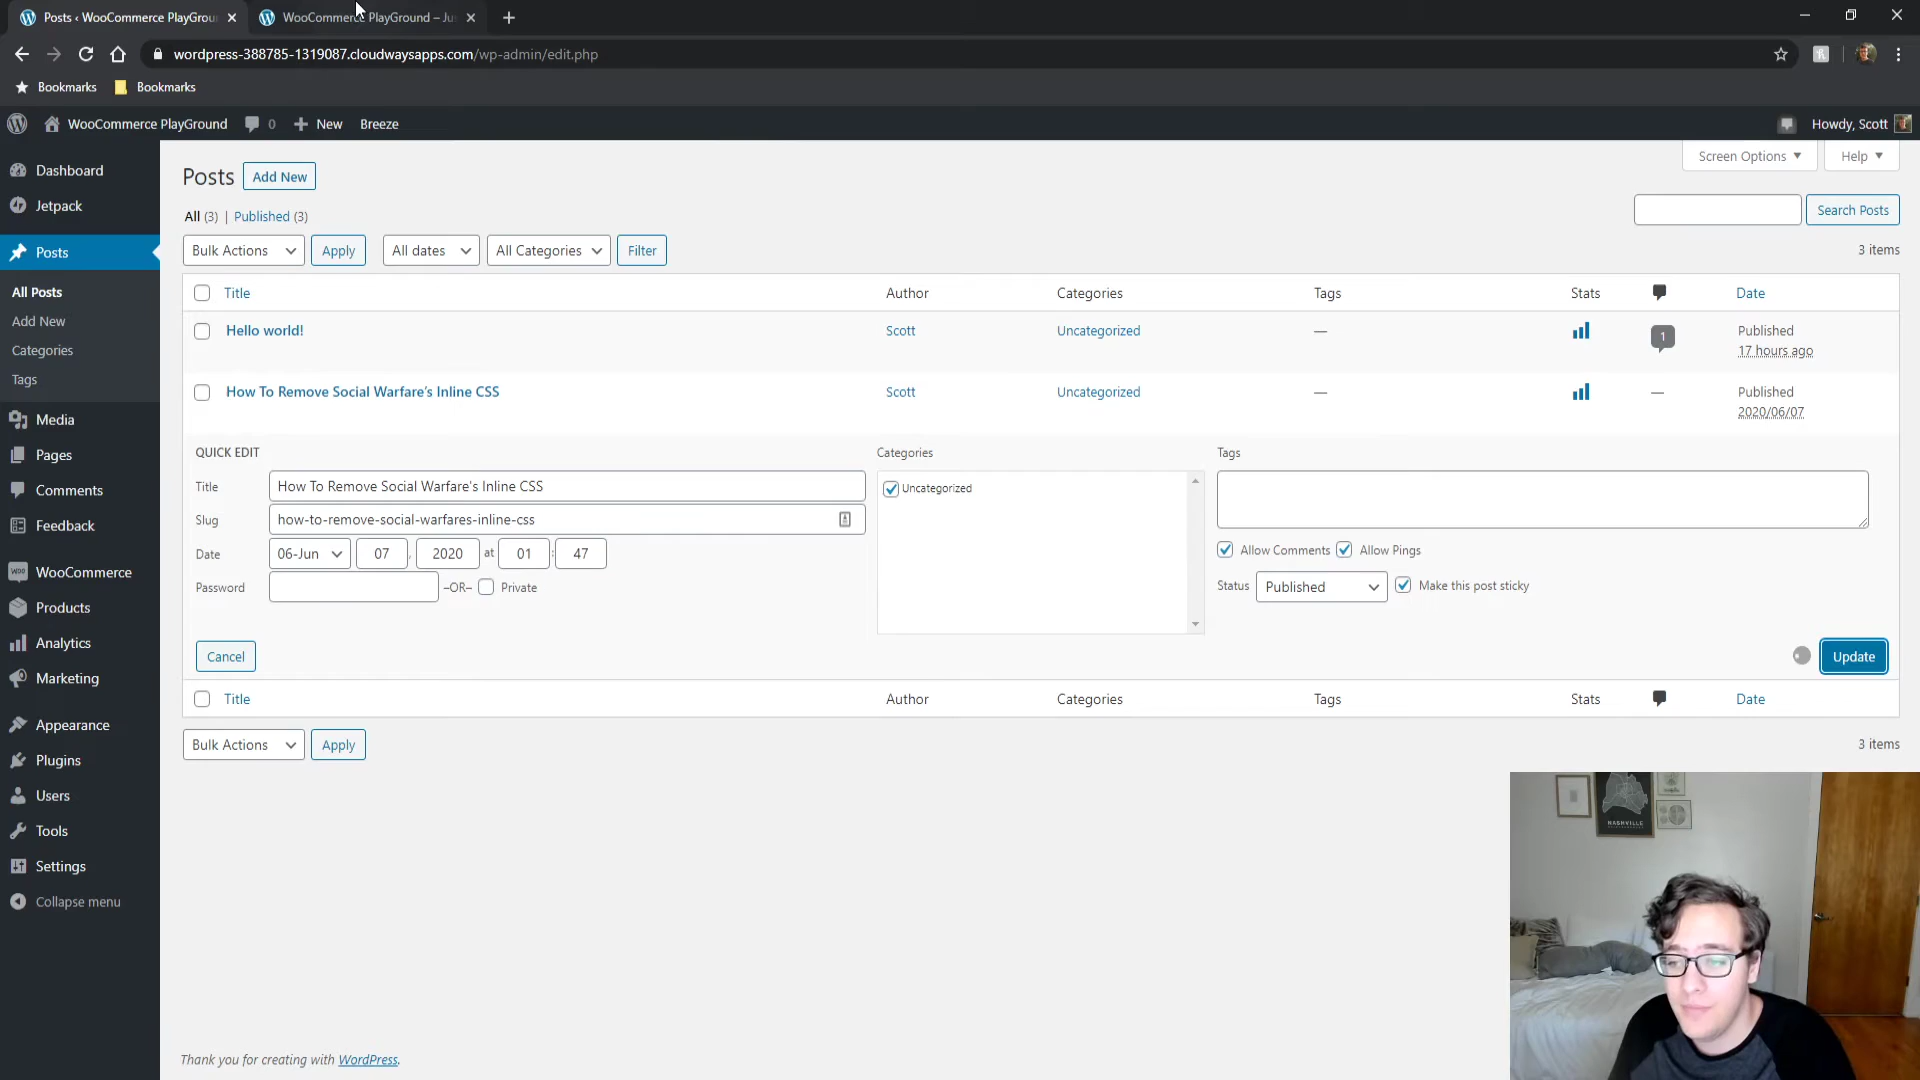 Posts ‹ WooCommerce PlayGrou
WooCommerce PlayGround – Ju
wordpress-388785-1319087.cloudwaysapps.com/wp-admin/edit.php
Bookmarks
Bookmarks
WooCommerce PlayGround
0
New
Breeze
Howdy, Scott
Dashboard
Jetpack
Posts
All Posts
Add New
Categories
Tags
Media
Pages
Comments
Feedback
WooCommerce
Products
Analytics
Marketing
Appearance
Plugins
Users
Tools
Settings
Collapse menu
Screen Options
Help
Posts
Add New
All (3) | Published (3)
Search Posts
Bulk Actions
Apply
All dates
All Categories
Filter
3 items
Title Author Categories Tags Stats Date
Hello world! Scott Uncategorized — 1 Published
17 hours ago
How To Remove Social Warfare’s Inline CSS Scott Uncategorized — — Published
2020/06/07
QUICK EDIT
Title How To Remove Social Warfare's Inline CSS
Slug how-to-remove-social-warfares-inline-css
Date 06-Jun 07 , 2020 at 01 : 47
Password –OR– Private
Categories
Uncategorized
Tags
Allow Comments Allow Pings
Status Published Make this post sticky
Cancel
Update
Title Author Categories Tags Stats Date
Bulk Actions
Apply
3 items
NASHVILLE
Thank you for creating with WordPress.